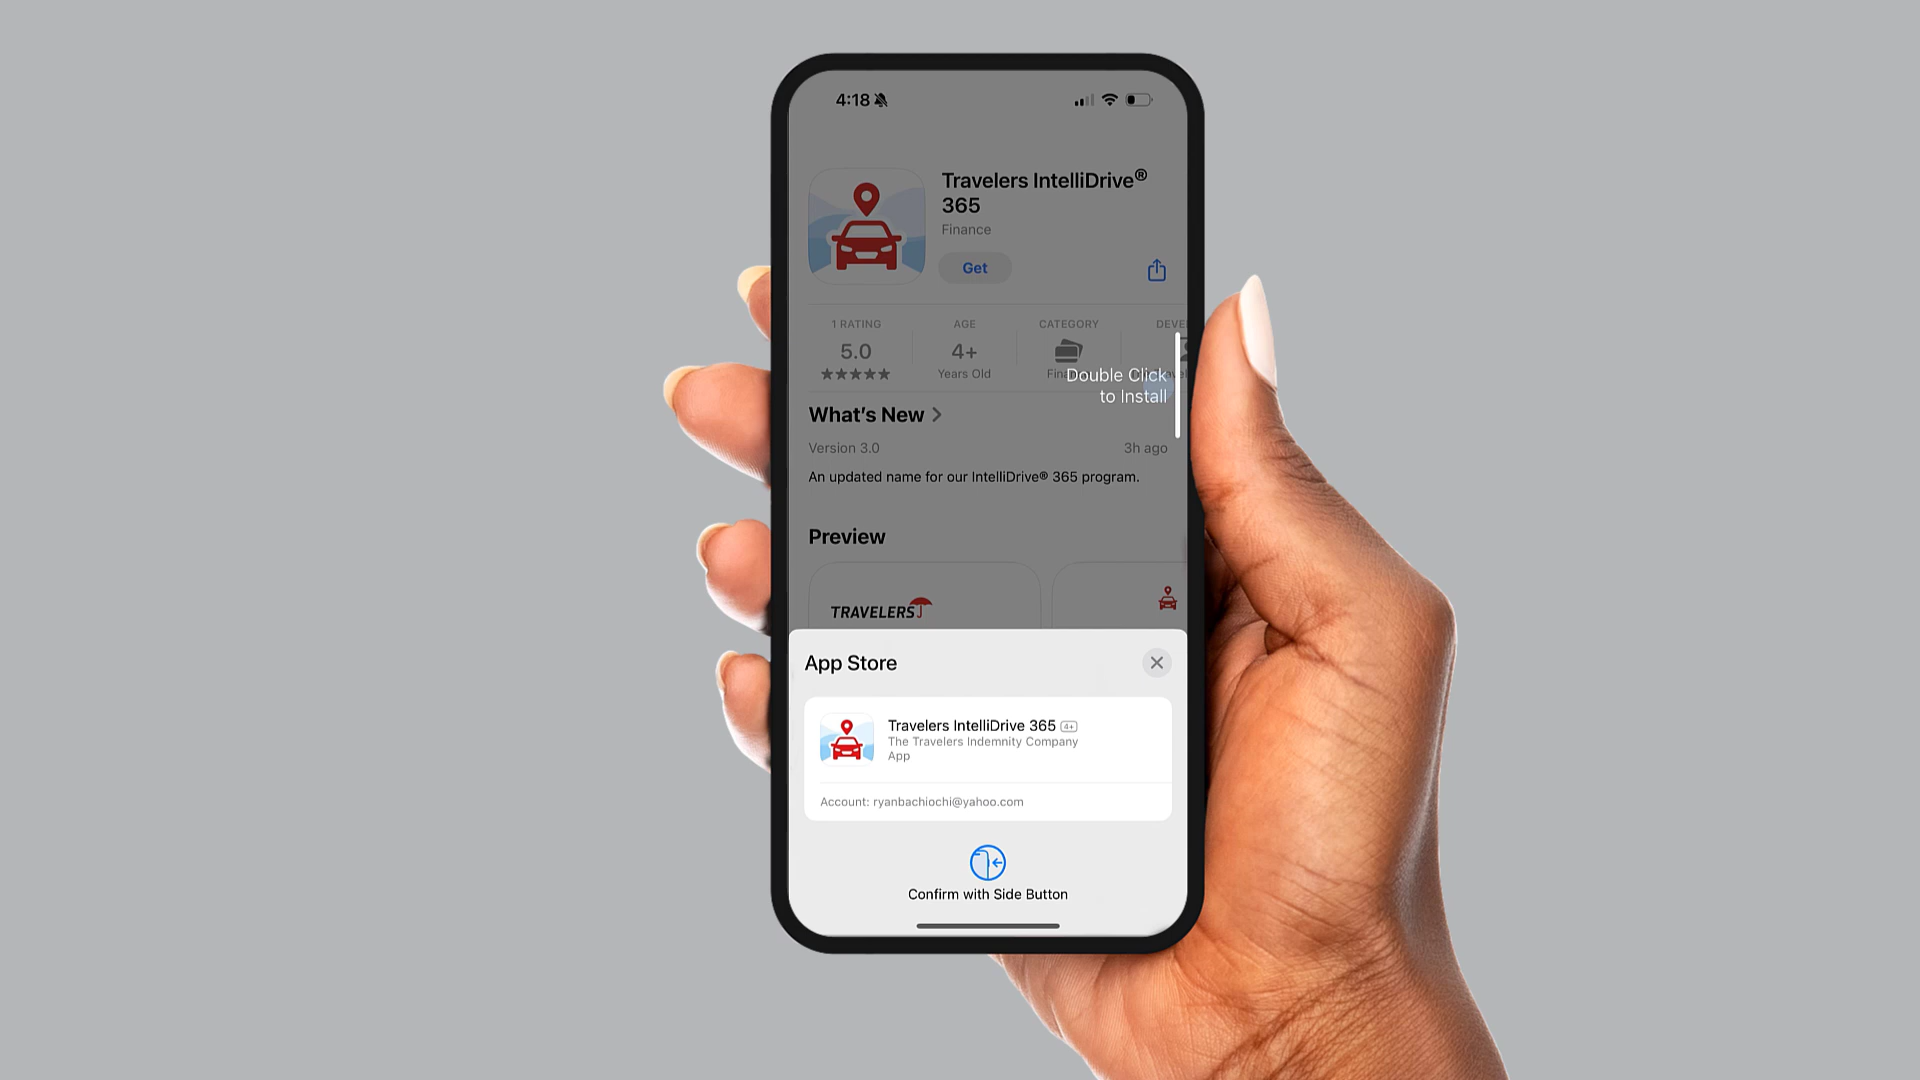 4:18
Travelers IntelliDrive®
365
Finance
Get
1 RATING
AGE
CATEGORY
5.0
4+
Years Old
Double Click
to Install
What's New
Version 3.0
3h ago
An updated name for our IntelliDrive® 365 program.
Preview
TRAVELERS
App Store
Travelers IntelliDrive 365 4+
The Travelers Indemnity Company
App
Account: ryanbachiochi@yahoo.com
Confirm with Side Button